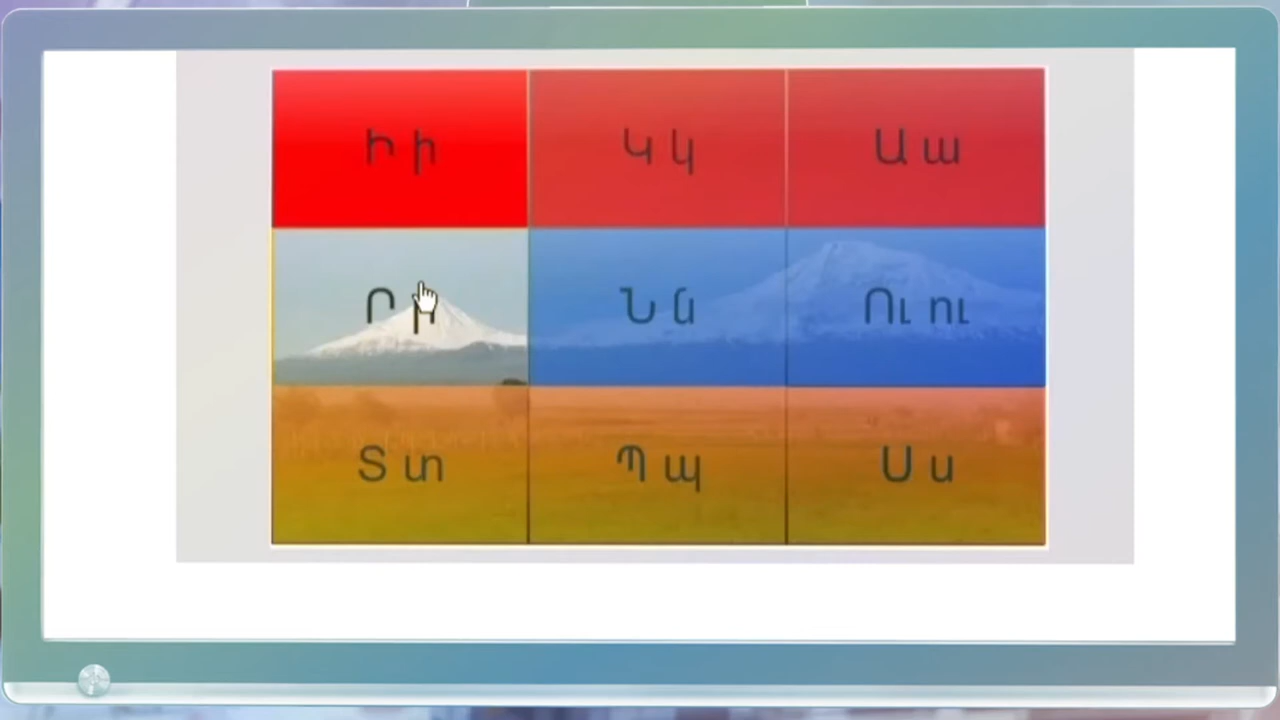 Ի ի Կ կ Ա ա
Ր ր Ն ն Ու ու
Տ տ Պ պ Ս ս